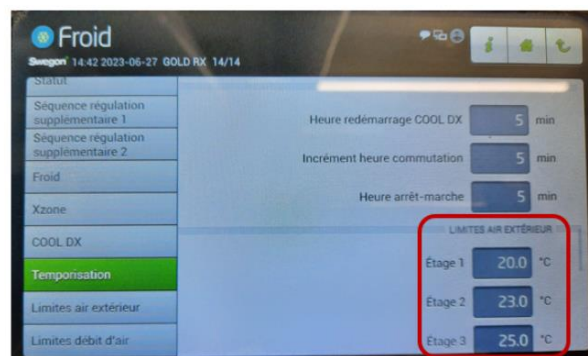 Froid
Swegon 14:42 2023-06-27 GOLD RX 14/14
Statut
Séquence régulation
supplémentaire 1
Séquence régulation
supplémentaire 2
Froid
Xzone
COOL DX
Temporisation
Limites air extérieur
Limites débit d'air
Heure redémarrage COOL DX 5 min
Incrément heure commutation 5 min
Heure arrêt-marche 5 min
LIMITES AIR EXTÉRIEUR
Étage 1 20.0 °C
Étage 2 23.0 °C
Étage 3 25.0 °C